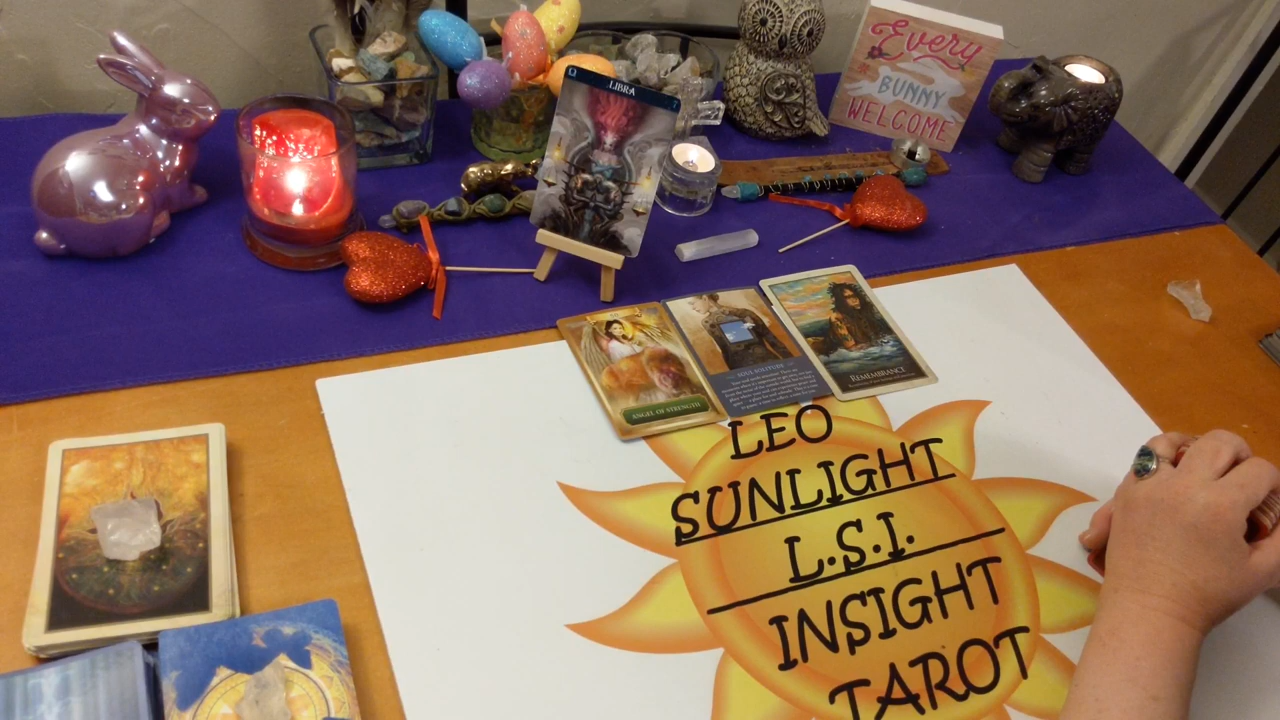 LIBRA
Every
BUNNY
WELCOME
ANGEL OF STRENGTH
SOUL SOLITUDE
REMEMBRANCE
LEO
SUNLIGHT
L.S.I.
INSIGHT
TAROT